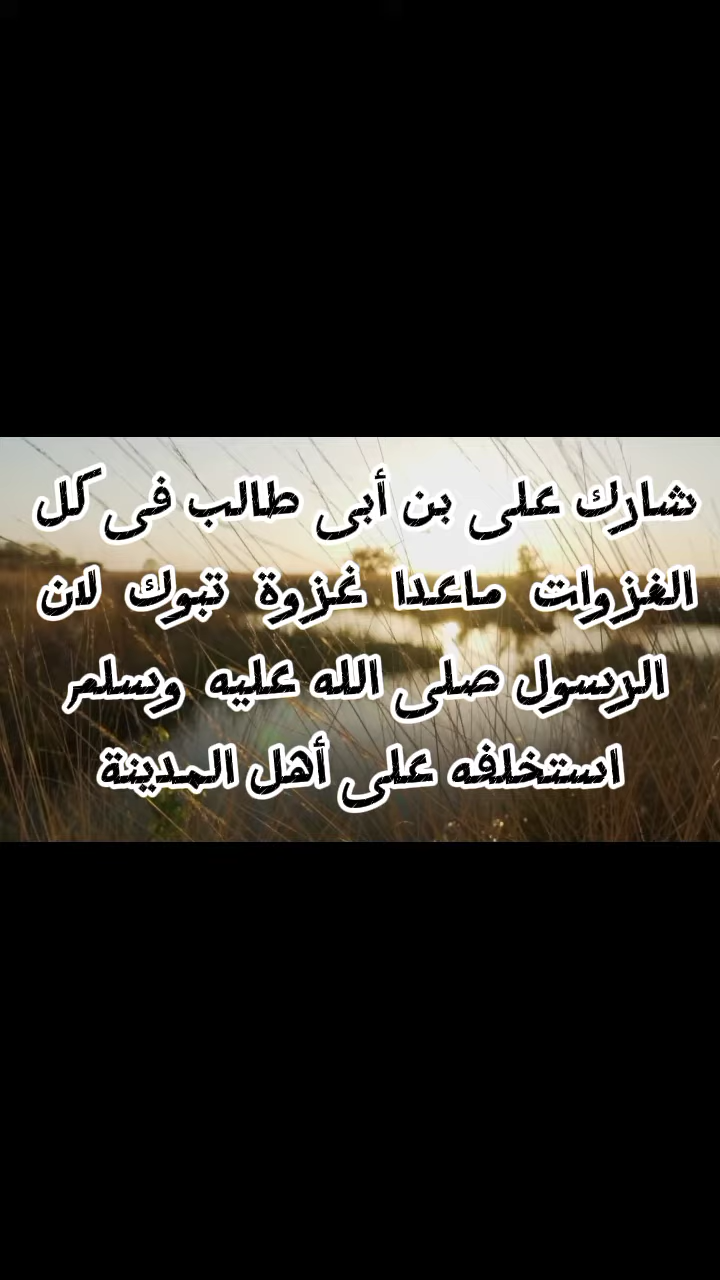 شارك على بن أبى طالب فى كل
الغزوات ماعدا غزوة تبوك لان
الرسول صلى الله عليه وسلم
استخلفه على أهل المدينة